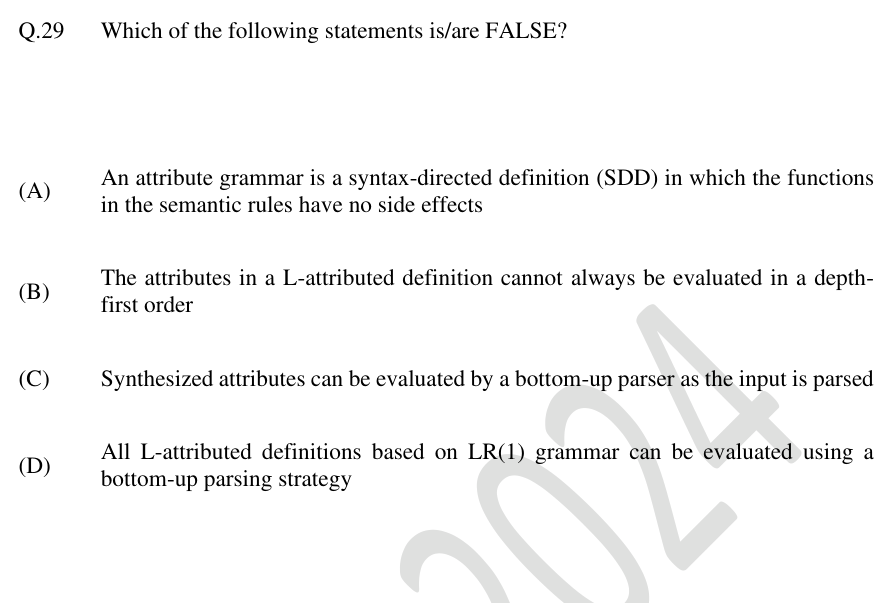 Q.29 Which of the following statements is/are FALSE?
(A) An attribute grammar is a syntax-directed definition (SDD) in which the functions
in the semantic rules have no side effects
(B) The attributes in a L-attributed definition cannot always be evaluated in a depth-
first order
(C) Synthesized attributes can be evaluated by a bottom-up parser as the input is parsed
(D) All L-attributed definitions based on LR(1) grammar can be evaluated using a
bottom-up parsing strategy
2024